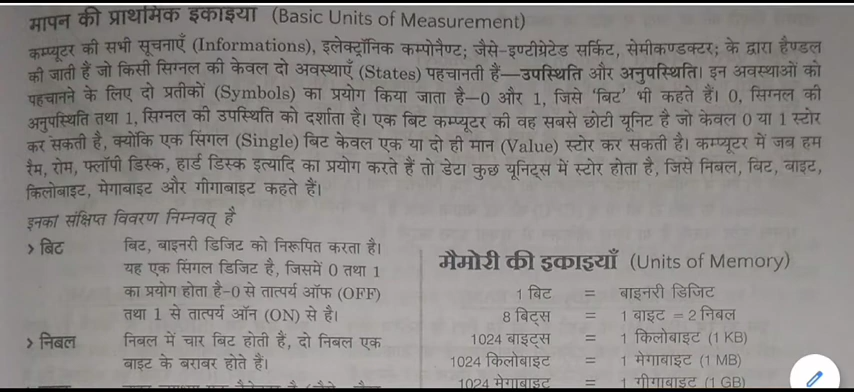 मापन की प्राथमिक इकाइया (Basic Units of Measurement)
कम्प्यूटर की सभी सूचनाएँ (Informations), इलेक्ट्रॉनिक कम्पोनैण्ट; जैसे-इण्टीग्रेटेड सर्किट, सेमीकण्डक्टर; के द्वारा हैण्डल
की जाती हैं जो किसी सिग्नल की केवल दो अवस्थाएँ (States) पहचानती हैं—उपस्थिति और अनुपस्थिति। इन अवस्थाओं को
पहचानने के लिए दो प्रतीकों (Symbols) का प्रयोग किया जाता है—0 और 1, जिसे ‘बिट’ भी कहते हैं। 0, सिग्नल की
अनुपस्थिति तथा 1, सिग्नल की उपस्थिति को दर्शाता है। एक बिट कम्प्यूटर की वह सबसे छोटी यूनिट है जो केवल 0 या 1 स्टोर
कर सकती है, क्योंकि एक सिंगल (Single) बिट केवल एक या दो ही मान (Value) स्टोर कर सकती है। कम्प्यूटर में जब हम
रैम, रोम, फ्लॉपी डिस्क, हार्ड डिस्क इत्यादि का प्रयोग करते हैं तो डेटा कुछ यूनिट्स में स्टोर होता है, जिसे निबल, बिट, बाइट,
किलोबाइट, मेगाबाइट और गीगाबाइट कहते हैं।
इनका संक्षिप्त विवरण निम्नवत् है
> बिट बिट, बाइनरी डिजिट को निरूपित करता है।
यह एक सिंगल डिजिट है, जिसमें 0 तथा 1
का प्रयोग होता है-0 से तात्पर्य ऑफ (OFF)
तथा 1 से तात्पर्य ऑन (ON) से है।
> निबल निबल में चार बिट होती है, दो निबल एक
बाइट के बराबर होते हैं।
मैमोरी की इकाइयाँ (Units of Memory)
1 बिट = बाइनरी डिजिट
8 बिट्स = 1 बाइट = 2 निबल
1024 बाइट्स = 1 किलोबाइट (1 KB)
1024 किलोबाइट = 1 मेगाबाइट (1 MB)
1024 मेगाबाइट = 1 गीगाबाइट (1 GB)